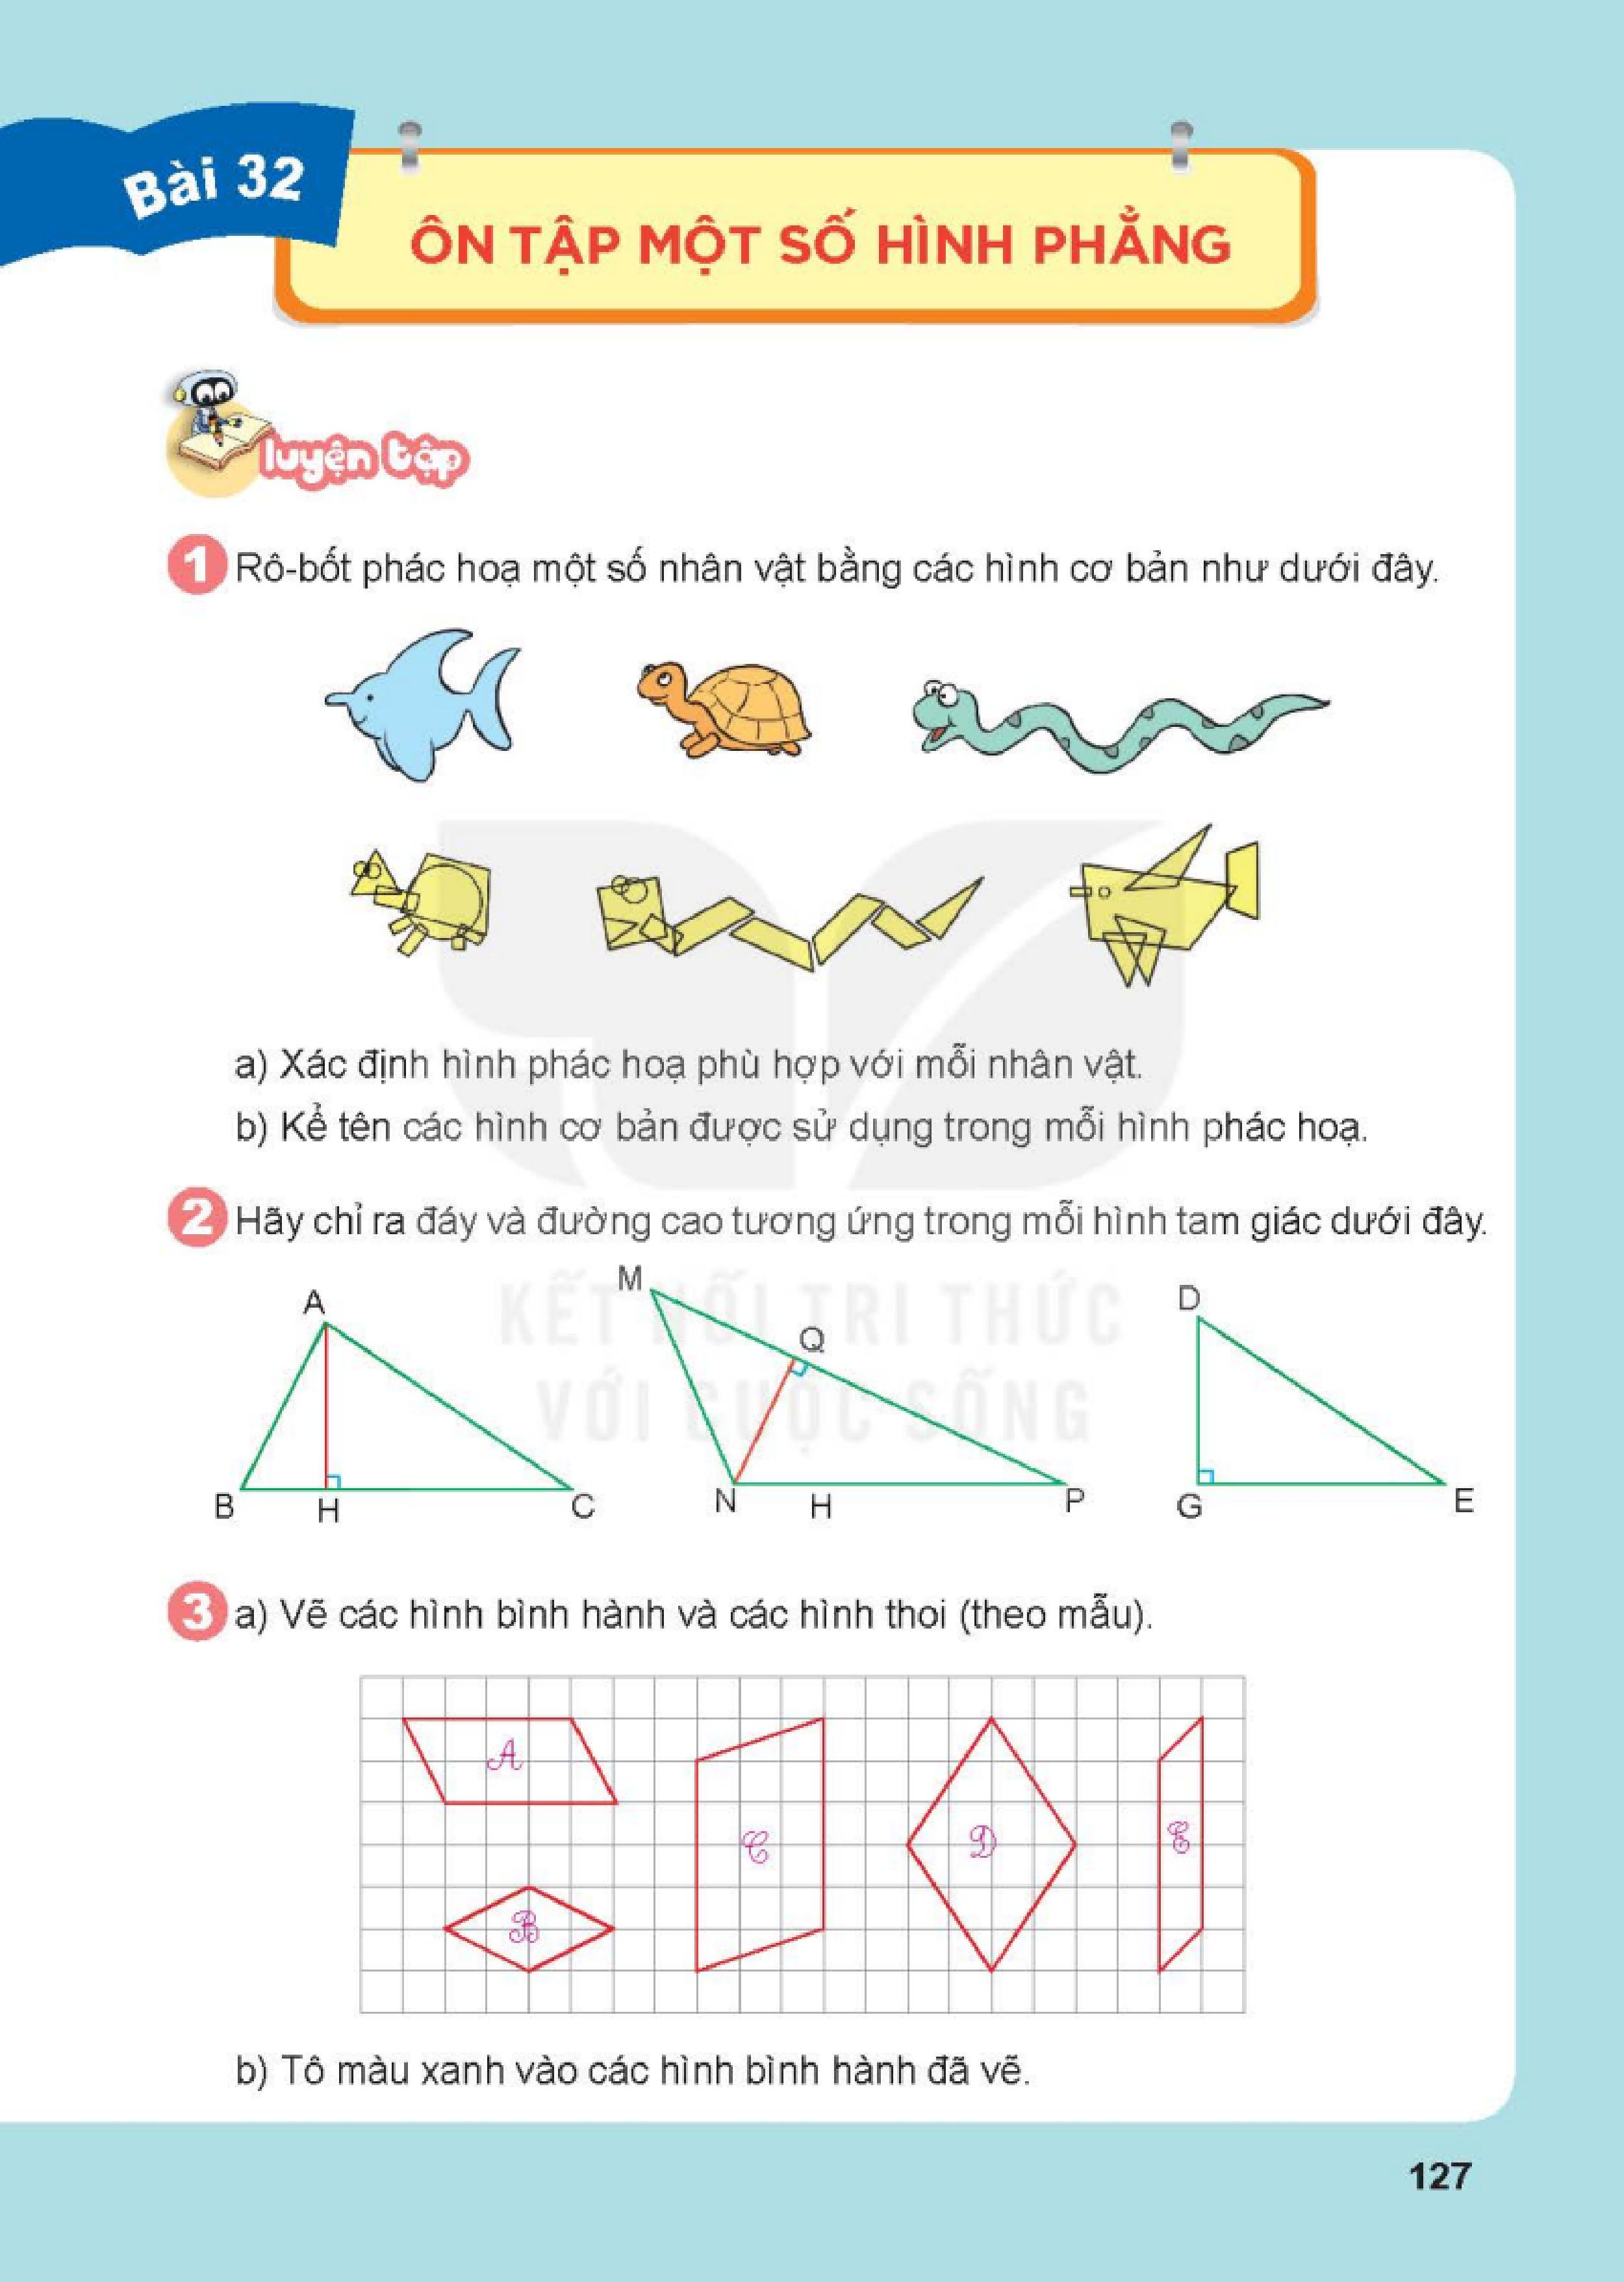 Bài 32
ÔN TẬP MỘT SỐ HÌNH PHẲNG
luyện tập
1 Rô-bốt phác hoạ một số nhân vật bằng các hình cơ bản như dưới đây.
a) Xác định hình phác hoạ phù hợp với mỗi nhân vật.
b) Kể tên các hình cơ bản được sử dụng trong mỗi hình phác hoạ.
2 Hãy chỉ ra đáy và đường cao tương ứng trong mỗi hình tam giác dưới đây.
KẾT NỐI TRI THỨC
VỚI CUỘC SỐNG
A
B H C
M
Q
N H P
D
G E
3 a) Vẽ các hình bình hành và các hình thoi (theo mẫu).
A
C
D
E
B
b) Tô màu xanh vào các hình bình hành đã vẽ.
127